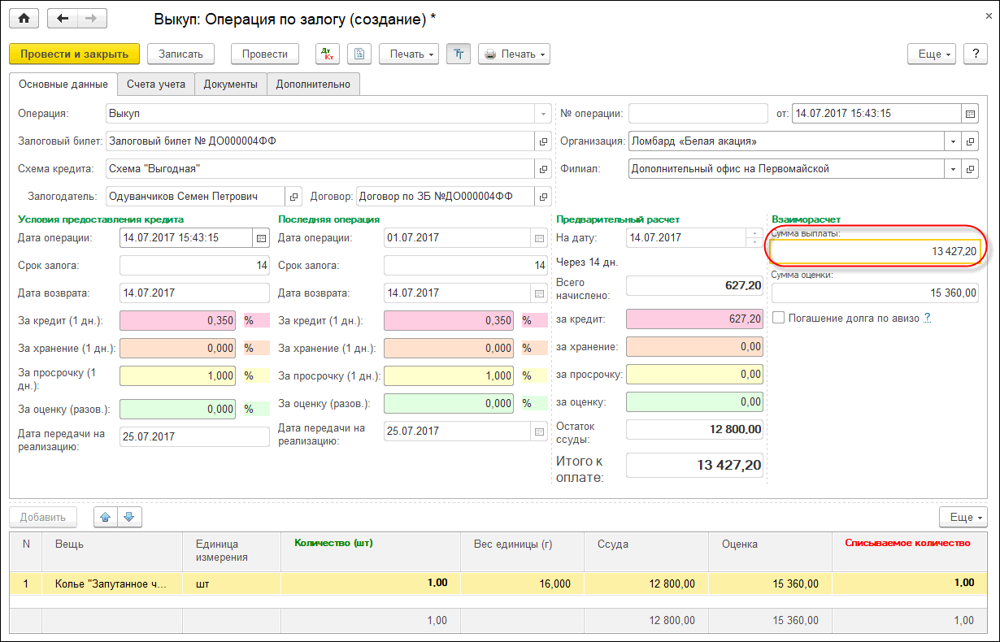 Выкуп: Операция по залогу (создание) *
Провести и закрыть Записать Провести Дт Кт Печать Тт Печать Еще ?
Основные данные Счета учета Документы Дополнительно
Операция: Выкуп № операции: от: 14.07.2017 15:43:15
Залоговый билет: Залоговый билет № ДО000004ФФ Организация: Ломбард «Белая акация»
Схема кредита: Схема "Выгодная" Филиал: Дополнительный офис на Первомайской
Залогодатель: Одуванчиков Семен Петрович Договор: Договор по ЗБ №ДО000004ФФ
Условия предоставления кредита Последняя операция Предварительный расчет Взаиморасчет
Дата операции: 14.07.2017 15:43:15 Дата операции: 01.07.2017 На дату: 14.07.2017 Сумма выплаты:
13 427,20
Срок залога: 14 Срок залога: 14 Через 14 дн.
Сумма оценки:
Дата возврата: 14.07.2017 Дата возврата: 14.07.2017 Всего начислено: 627,20 15 360,00
За кредит (1 дн.): 0,350 % За кредит (1 дн.): 0,350 % за кредит: 627,20 Погашение долга по авизо ?
За хранение (1 дн.): 0,000 % За хранение (1 дн.): 0,000 % за хранение: 0,00
За просрочку (1 дн.): 1,000 % За просрочку (1 дн.): 1,000 % за просрочку: 0,00
За оценку (разов.): 0,000 % За оценку (разов.): 0,000 % за оценку: 0,00
Дата передачи на реализацию: 25.07.2017 Дата передачи на реализацию: 25.07.2017 Остаток ссуды: 12 800,00
Итого к оплате: 13 427,20
Добавить Еще
N Вещь Единица измерения Количество (шт) Вес единицы (г) Ссуда Оценка Списываемое количество
1 Колье "Запутанное ч... шт 1,00 16,000 12 800,00 15 360,00 1,00
1,00 12 800,00 15 360,00 1,00